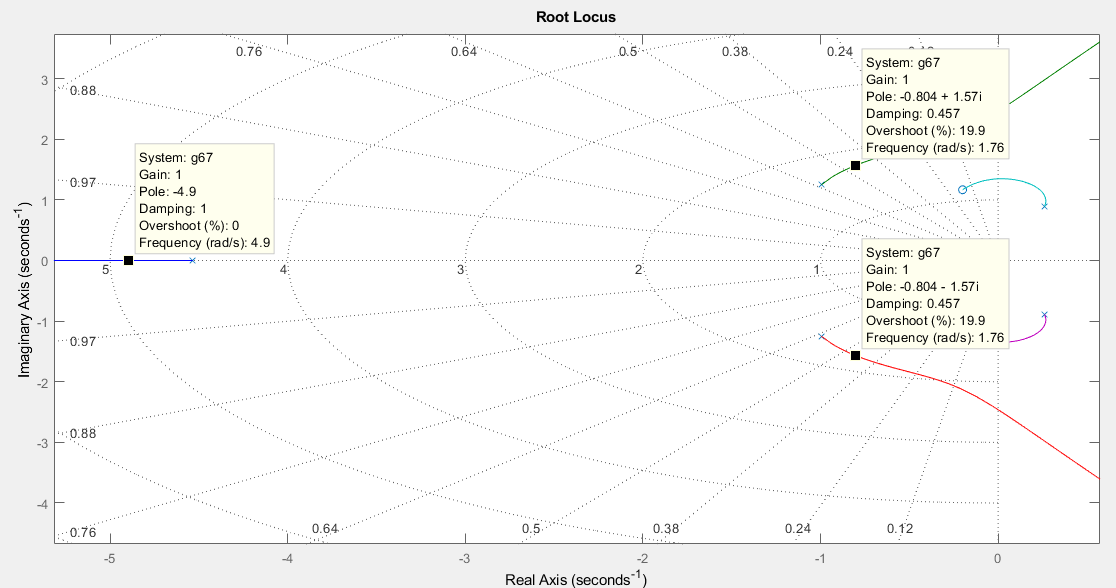 Root Locus
0.76
0.64
0.5
0.38
0.24
System: g67
Gain: 1
Pole: -0.804 + 1.57i
Damping: 0.457
Overshoot (%): 19.9
Frequency (rad/s): 1.76
3
0.88
2
System: g67
Gain: 1
Pole: -4.9
Damping: 1
Overshoot (%): 0
Frequency (rad/s): 4.9
0.97
1
0
5
4
3
2
1
System: g67
Gain: 1
Pole: -0.804 - 1.57i
Damping: 0.457
Overshoot (%): 19.9
Frequency (rad/s): 1.76
-1
0.97
-2
-3
0.88
-4
0.76
0.64
0.5
0.38
0.24
0.12
-5
-4
-3
-2
-1
0
Imaginary Axis (seconds-1)
Real Axis (seconds-1)